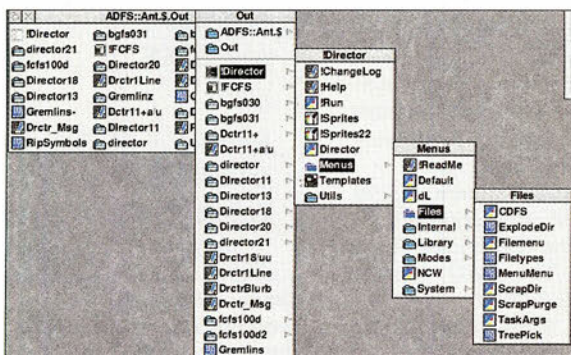 ADFS::Ant.$.Out
!Director
bgfs031
director21
!FCFS
fcfs100d
Director20
Director18
Drctr1Line
Director13
Gremlinz
Gremlins-
Dctr11+a/u
Drctr_Msg
DIrector11
RipSymbols
director
Out
ADFS::Ant.$
Out
!Director
!FCFS
bgfs030
bgfs031
Dctr11+
Dctr11+a/u
director
DIrector11
Director13
Director18
Director20
director21
Drctr18/uu
Drctr1Line
DrctrBlurb
Drctr_Msg
fcfs100d
fcfs100d2
Gremlins
!Director
!ChangeLog
!Help
!Run
!Sprites
!Sprites22
Director
Menus
Templates
Utils
Menus
!ReadMe
Default
dL
Files
Internal
Library
Modes
NCW
System
Files
CDFS
ExplodeDir
Filemenu
Filetypes
MenuMenu
ScrapDir
ScrapPurge
TaskArgs
TreePick